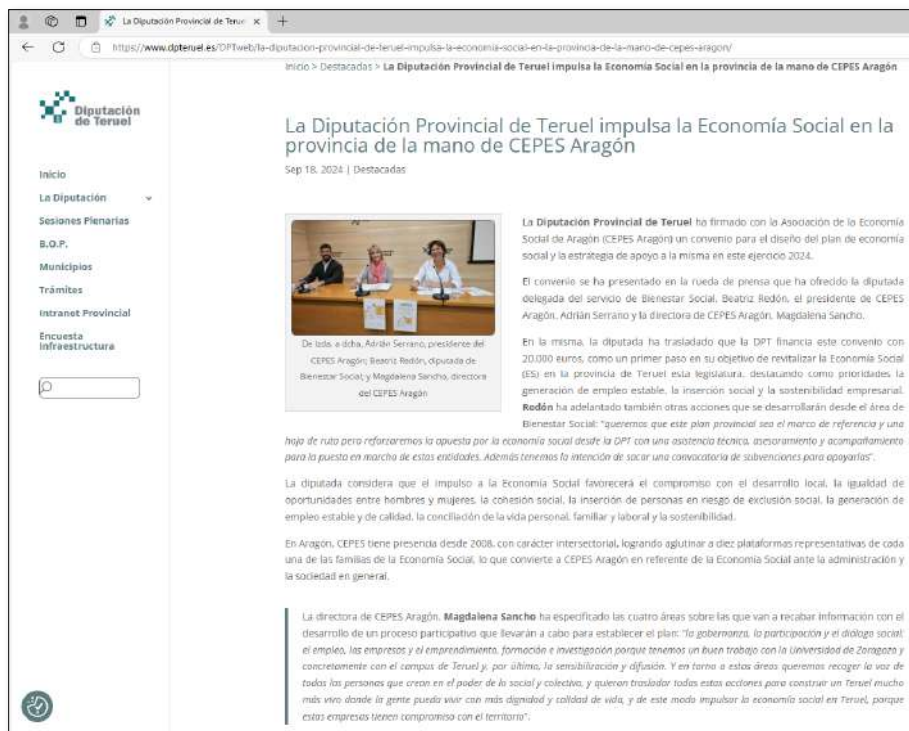 La Diputación Provincial de Teruel
https://www.dpteruel.es/DPTweb/la-diputacion-provincial-de-teruel-impulsa-la-economia-social-en-la-provincia-de-la-mano-de-cepes-aragon/
Inicio > Destacadas > La Diputación Provincial de Teruel impulsa la Economía Social en la provincia de la mano de CEPES Aragón
Diputación
de Teruel
Inicio
La Diputación
Sesiones Plenarias
B.O.P.
Municipios
Trámites
Intranet Provincial
Encuesta
Infraestructura
La Diputación Provincial de Teruel impulsa la Economía Social en la
provincia de la mano de CEPES Aragón
Sep 18, 2024 | Destacadas
De izda. a dcha, Adrián Serrano, presidente del
CEPES Aragón; Beatriz Redón, diputada de
Bienestar Social; y Magdalena Sancho, directora
del CEPES Aragón
La Diputación Provincial de Teruel ha firmado con la Asociación de la Economía
Social de Aragón (CEPES Aragón) un convenio para el diseño del plan de economía
social y la estrategia de apoyo a la misma en este ejercicio 2024.
El convenio se ha presentado en la rueda de prensa que ha ofrecido la diputada
delegada del servicio de Bienestar Social, Beatriz Redón, el presidente de CEPES
Aragón, Adrián Serrano y la directora de CEPES Aragón, Magdalena Sancho.
En la misma, la diputada ha trasladado que la DPT financia este convenio con
20.000 euros, como un primer paso en su objetivo de revitalizar la Economía Social
(ES) en la provincia de Teruel esta legislatura, destacando como prioridades la
generación de empleo estable, la inserción social y la sostenibilidad empresarial.
Redón ha adelantado también otras acciones que se desarrollarán desde el área de
Bienestar Social: "queremos que este plan provincial sea el marco de referencia y una
hoja de ruta pero reforzaremos la apuesta por la economía social desde la DPT con una asistencia técnica, asesoramiento y acompañamiento
para la puesta en marcha de estas entidades. Además tenemos la intención de sacar una convocatoria de subvenciones para apoyarlas".
La diputada considera que el impulso a la Economía Social favorecerá el compromiso con el desarrollo local, la igualdad de
oportunidades entre hombres y mujeres, la cohesión social, la inserción de personas en riesgo de exclusión social, la generación de
empleo estable y de calidad, la conciliación de la vida personal, familiar y laboral y la sostenibilidad.
En Aragón, CEPES tiene presencia desde 2008, con carácter intersectorial, logrando aglutinar a diez plataformas representativas de cada
una de las familias de la Economía Social, lo que convierte a CEPES Aragón en referente de la Economía Social ante la administración y
la sociedad en general.
La directora de CEPES Aragón, Magdalena Sancho ha especificado las cuatro áreas sobre las que van a recabar información con el
desarrollo de un proceso participativo que llevarán a cabo para establecer el plan: "la gobernanza, la participación y el diálogo social;
el empleo, las empresas y el emprendimiento, formación e investigación porque tenemos un buen trabajo con la Universidad de Zaragoza y
concretamente con el campus de Teruel y, por último, la sensibilización y difusión. Y en torno a estas áreas queremos recoger la voz de
todas las personas que crean en el poder de lo social y colectivo, y quieran trasladar todas estas acciones para construir un Teruel mucho
más vivo donde la gente pueda vivir con más dignidad y calidad de vida, y de este modo impulsar la economía social en Teruel, porque
estas empresas tienen compromiso con el territorio".